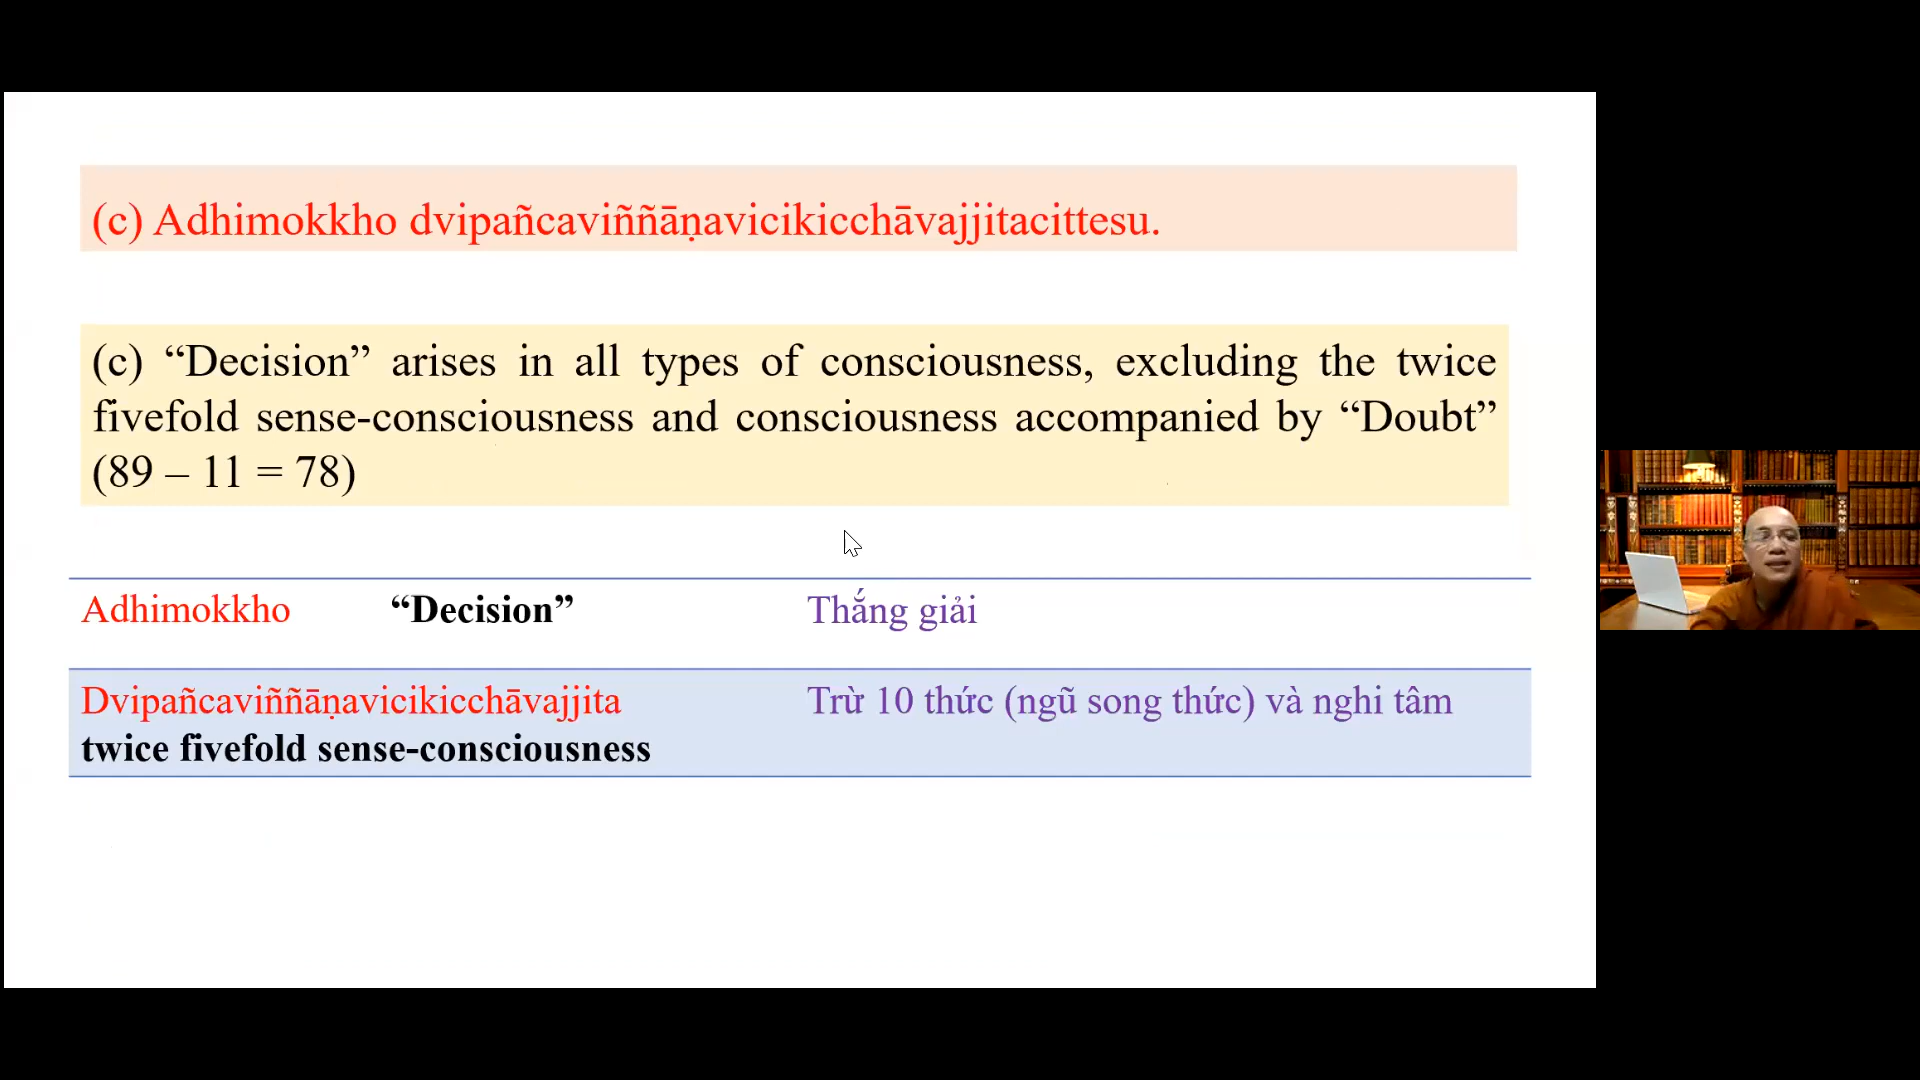 (c) Adhimokkho dvipañcaviññāṇavicikicchāvajjitacittesu.
(c) “Decision” arises in all types of consciousness, excluding the twice
fivefold sense-consciousness and consciousness accompanied by “Doubt”
(89 – 11 = 78)
Adhimokkho “Decision” Thắng giải
Dvipañcaviññāṇavicikicchāvajjita Trừ 10 thức (ngũ song thức) và nghi tâm
twice fivefold sense-consciousness